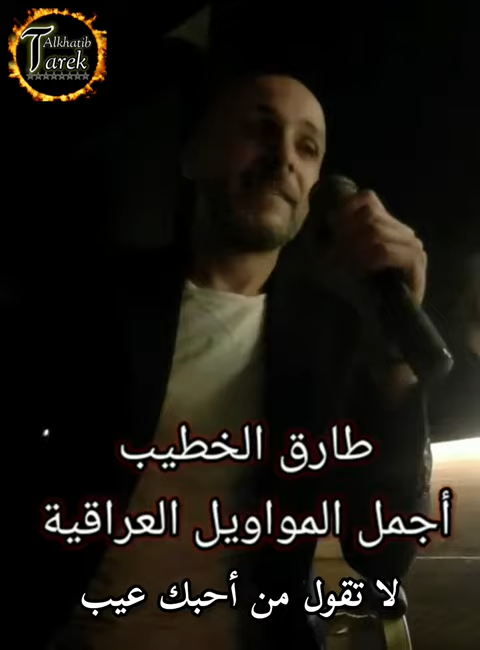 Alkhatib
Tarek
طارق الخطيب
أجمل المواويل العراقية
لا تقول من أحبك عيب